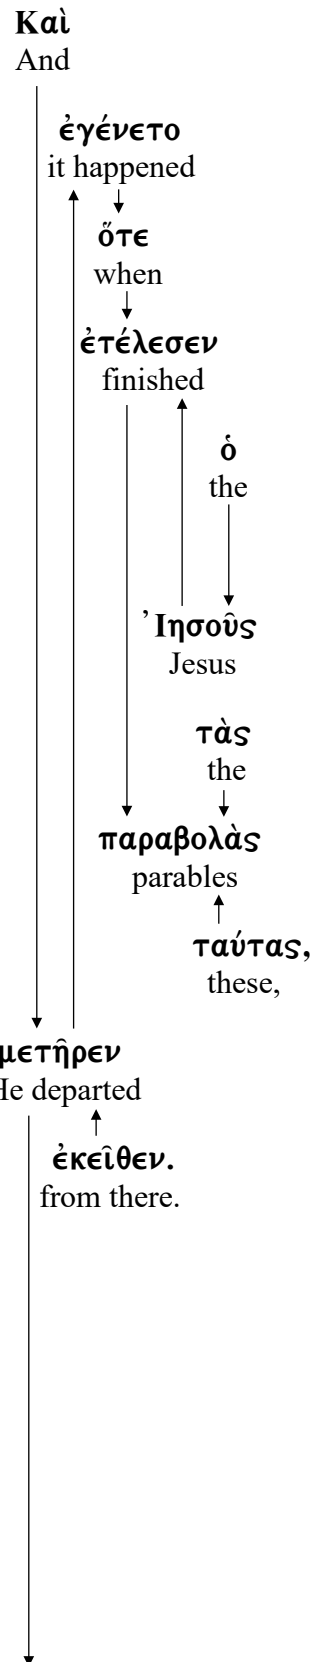 Καὶ
And
ἐγένετο
it happened
ὅτε
when
ἐτέλεσεν
finished
ὁ
the
Ἰησοῦς
Jesus
τὰς
the
παραβολὰς
parables
ταύτας,
these,
μετῆρεν
He departed
ἐκεῖθεν.
from there.